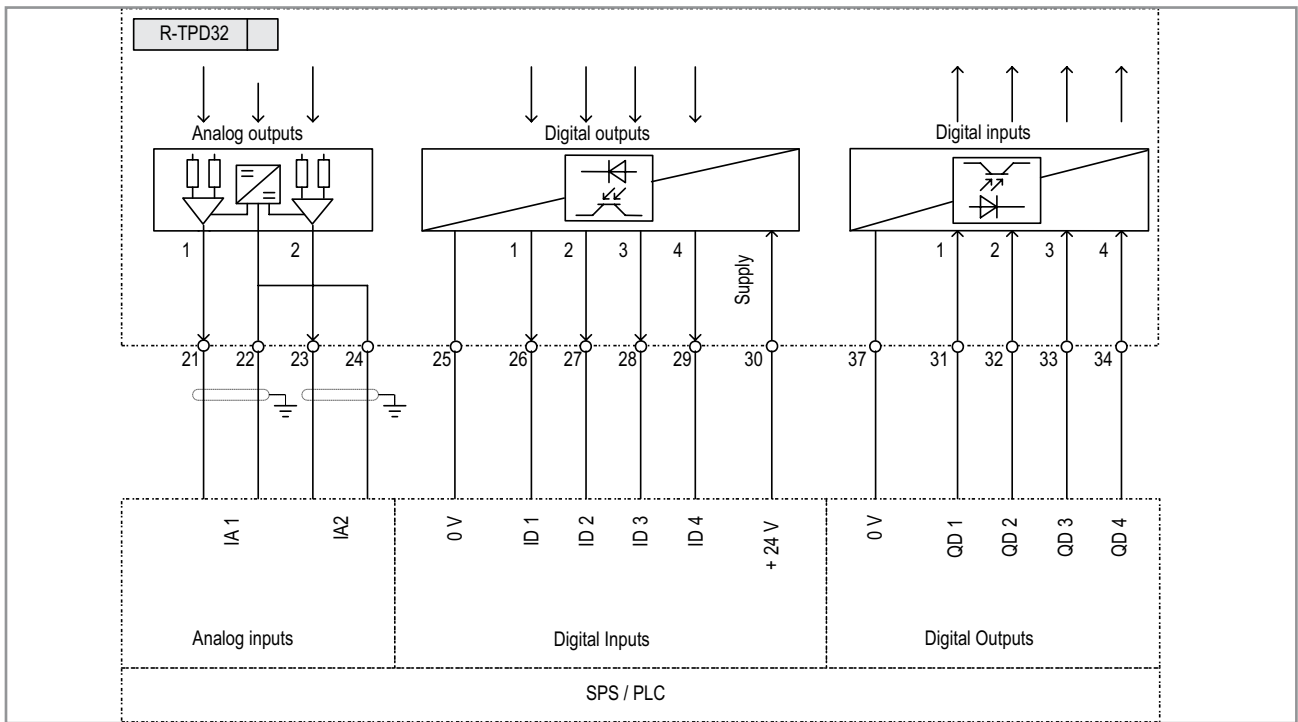 R-TPD32
Analog outputs
Digital outputs
Digital inputs
1 2
1 2 3 4
Supply
1 2 3 4
21 22 23 24 25 26 27 28 29 30 37 31 32 33 34
IA 1
IA2
0 V
ID 1
ID 2
ID 3
ID 4
+ 24 V
0 V
QD 1
QD 2
QD 3
QD 4
Analog inputs
Digital Inputs
Digital Outputs
SPS / PLC